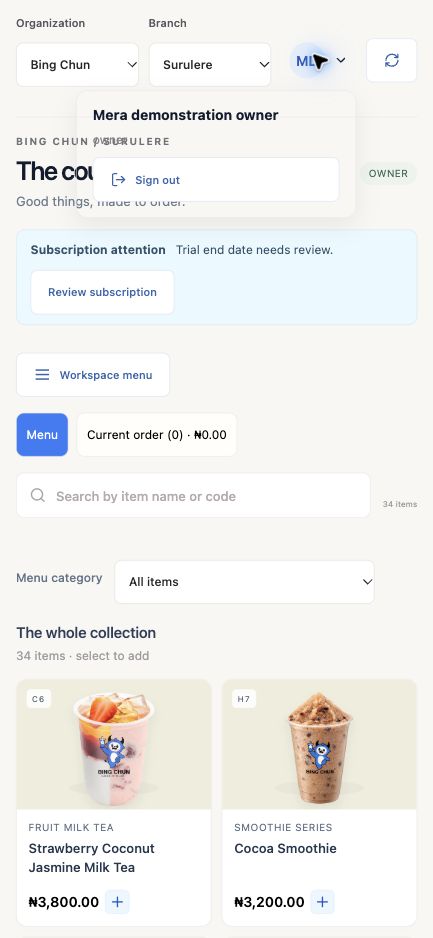 Organization
Branch
Bing Chun
Surulere
Mera demonstration owner
owner
BING CHUN / SURULERE
Sign out
The cou
OWNER
Good things, made to order.
Subscription attention Trial end date needs review.
Review subscription
Workspace menu
Menu
Current order (0) · ₦0.00
Search by item name or code
34 items
Menu category
All items
The whole collection
34 items · select to add
C6
H7
BING CHUN
BING CHUN
FRUIT MILK TEA
Strawberry Coconut
Jasmine Milk Tea
₦3,800.00
SMOOTHIE SERIES
Cocoa Smoothie
₦3,200.00